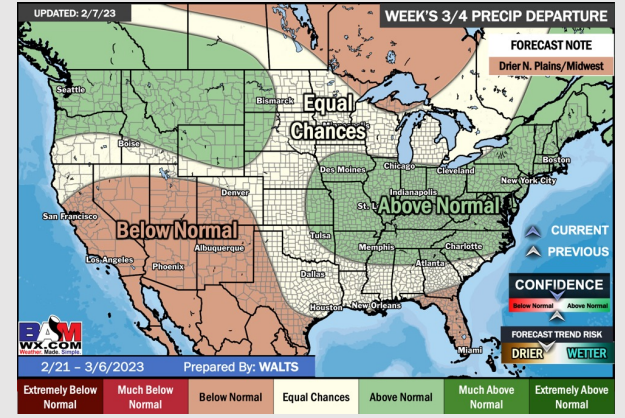 UPDATED: 2/7/23
WEEK'S 3/4 PRECIP DEPARTURE
FORECAST NOTE
Drier N. Plains/Midwest
Seattle
Bismarck
Equal
Chances
Boise
Des Moines
Chicago
Cleveland
Boston
New York City
Denver
Indianapolis
St. L
Above Normal
San Francisco
Below Normal
Tulsa
CURRENT
Albuquerque
Memphis
Charlotte
PREVIOUS
Los Angeles
Phoenix
Atlanta
Dallas
CONFIDENCE
Below Normal
Above Normal
Houston
New Orleans
FORECAST TREND RISK
DRIER
WETTER
Miami
BAM
WX.COM
Weather. Made. Simple.
2/21 – 3/6/2023
Prepared By: WALTS
Extremely Below
Normal
Much Below
Normal
Below Normal
Equal Chances
Above Normal
Much Above
Normal
Extremely Above
Normal